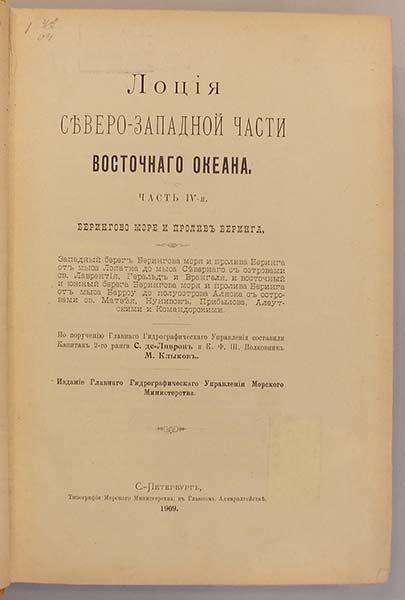 Лоція
СѢВЕРО-ЗАПАДНОЙ ЧАСТИ
ВОСТОЧНАГО ОКЕАНА.
ЧАСТЬ IV-я.
БЕРИНГОВО МОРЕ И ПРОЛИВЪ БЕРИНГА.
Западный берегъ Берингова моря и пролива Беринга
отъ мыса Лопатка до мыса Сѣвернаго съ островами
св. Лаврентія, Геральдъ и Врангеля, и восточный
и южный берега Берингова моря и пролива Беринга
отъ мыса Барроу до полуострова Аляска съ остро-
вами св. Матвѣя, Нунивокъ, Прибылова, Алеут-
скими и Командорскими.
По порученію Главнаго Гидрографическаго Управленія составили
Капитанъ 2-го ранга С. де-Ливронъ и К. Ф. Ш. Полковникъ
М. Клыковъ.
Изданіе Главнаго Гидрографическаго Управленія Морского
Министерства.
С.-ПЕТЕРБУРГЪ,
Типографія Морского Министерства, въ Главномъ Адмиралтействѣ.
1909.